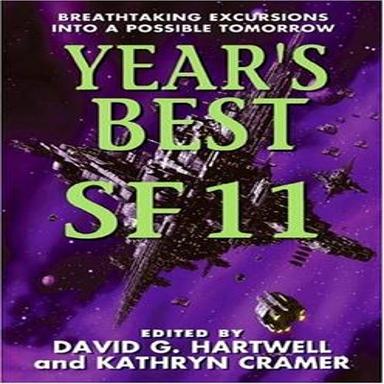 BREATHTAKING EXCURSIONS
INTO A POSSIBLE TOMORROW
YEAR'S
BEST
SF 11
EDITED BY
DAVID G. HARTWELL
and KATHRYN CRAMER